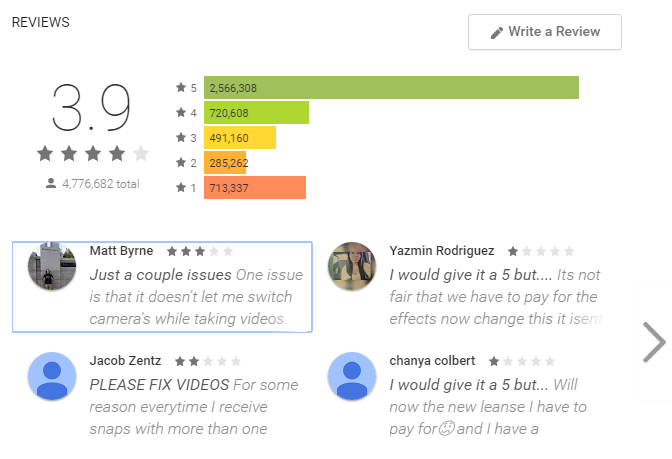 REVIEWS
Write a Review
3.9
4,776,682 total
5 2,566,308
4 720,608
3 491,160
2 285,262
1 713,337
Matt Byrne
Just a couple issues One issue
is that it doesn't let me switch
camera's while taking videos.
Yazmin Rodriguez
I would give it a 5 but.... Its not
fair that we have to pay for the
effects now change this it isent
Jacob Zentz
PLEASE FIX VIDEOS For some
reason everytime I receive
snaps with more than one
chanya colbert
I would give it a 5 but... Will
now the new leanse I have to
pay for😞and I have a